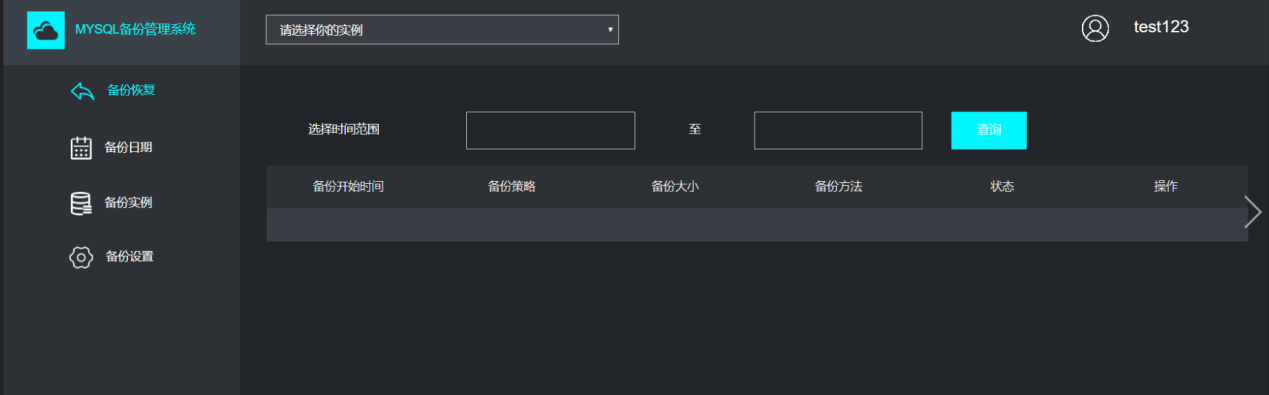 MYSQL备份管理系统
请选择你的实例
test123
备份恢复
备份日期
备份实例
备份设置
选择时间范围 至 查询
备份开始时间 备份策略 备份大小 备份方法 状态 操作